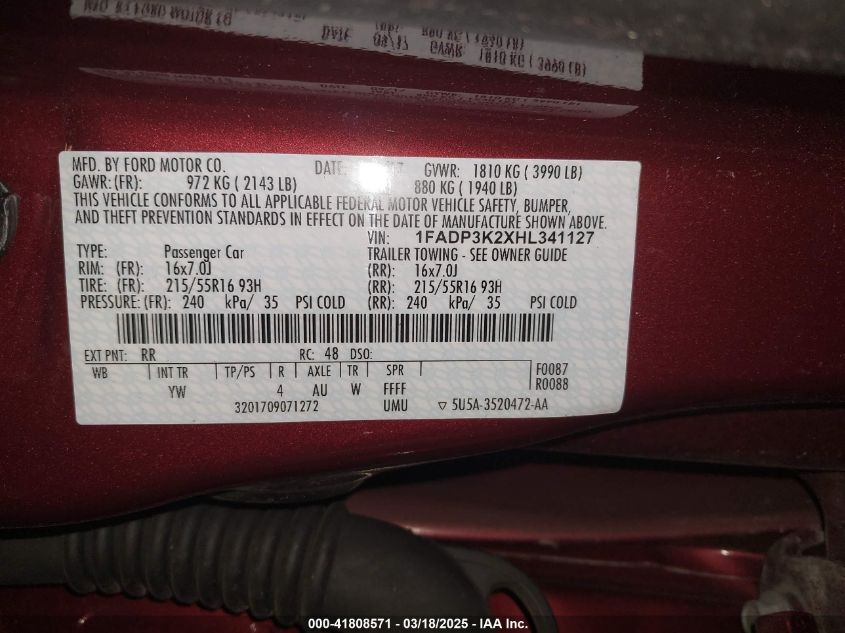 MFD. BY FORD MOTOR CO. DATE: GVWR: 1810 KG ( 3990 LB)
GAWR: (FR): 972 KG ( 2143 LB) 880 KG ( 1940 LB)
THIS VEHICLE CONFORMS TO ALL APPLICABLE FEDERAL MOTOR VEHICLE SAFETY, BUMPER,
AND THEFT PREVENTION STANDARDS IN EFFECT ON THE DATE OF MANUFACTURE SHOWN ABOVE.
VIN: 1FADP3K2XHL341127
TYPE: Passenger Car TRAILER TOWING - SEE OWNER GUIDE
RIM: (FR): 16x7.0J (RR): 16x7.0J
TIRE: (FR): 215/55R16 93H (RR): 215/55R16 93H
PRESSURE: (FR): 240 kPa/ 35 PSI COLD (RR): 240 kPa/ 35 PSI COLD
EXT PNT: RR RC: 48 DSO:
WB INT TR TP/PS R AXLE TR SPR F0087
YW 4 AU W FFFF R0088
3201709071272 UMU ▽ 5U5A-3520472-AA
000-41808571 - 03/18/2025 - IAA Inc.